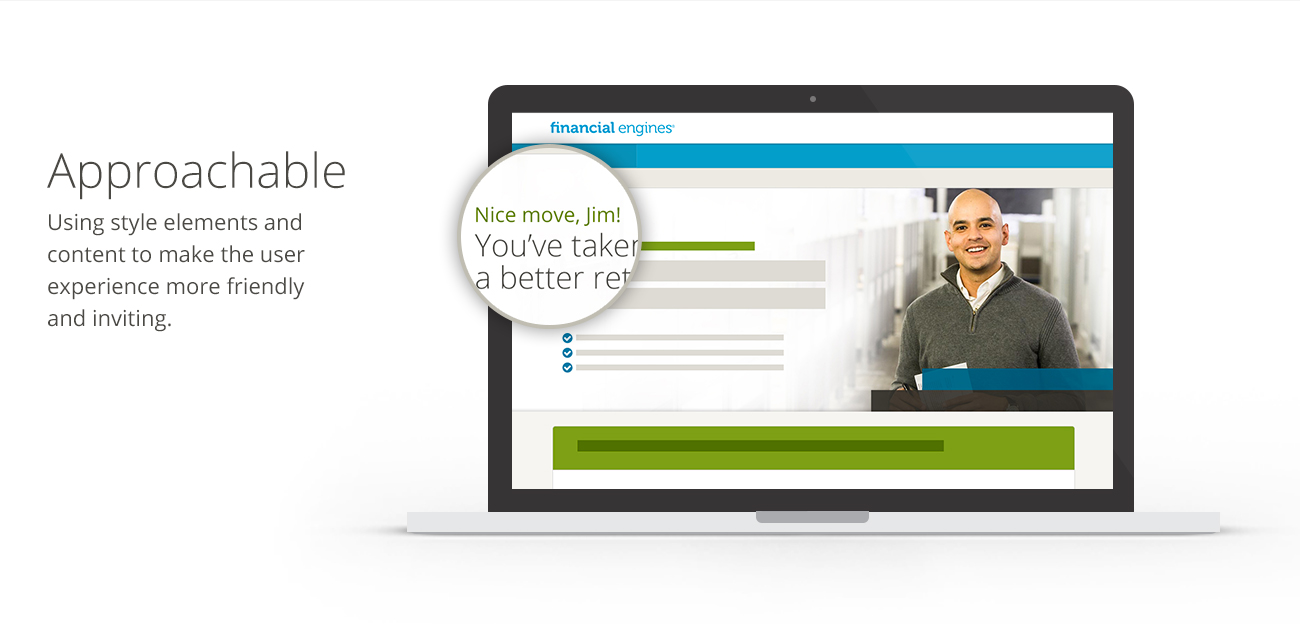 Approachable
Using style elements and
content to make the user
experience more friendly
and inviting.
financial engines®
Nice move, Jim!
You’ve taken
a better ret